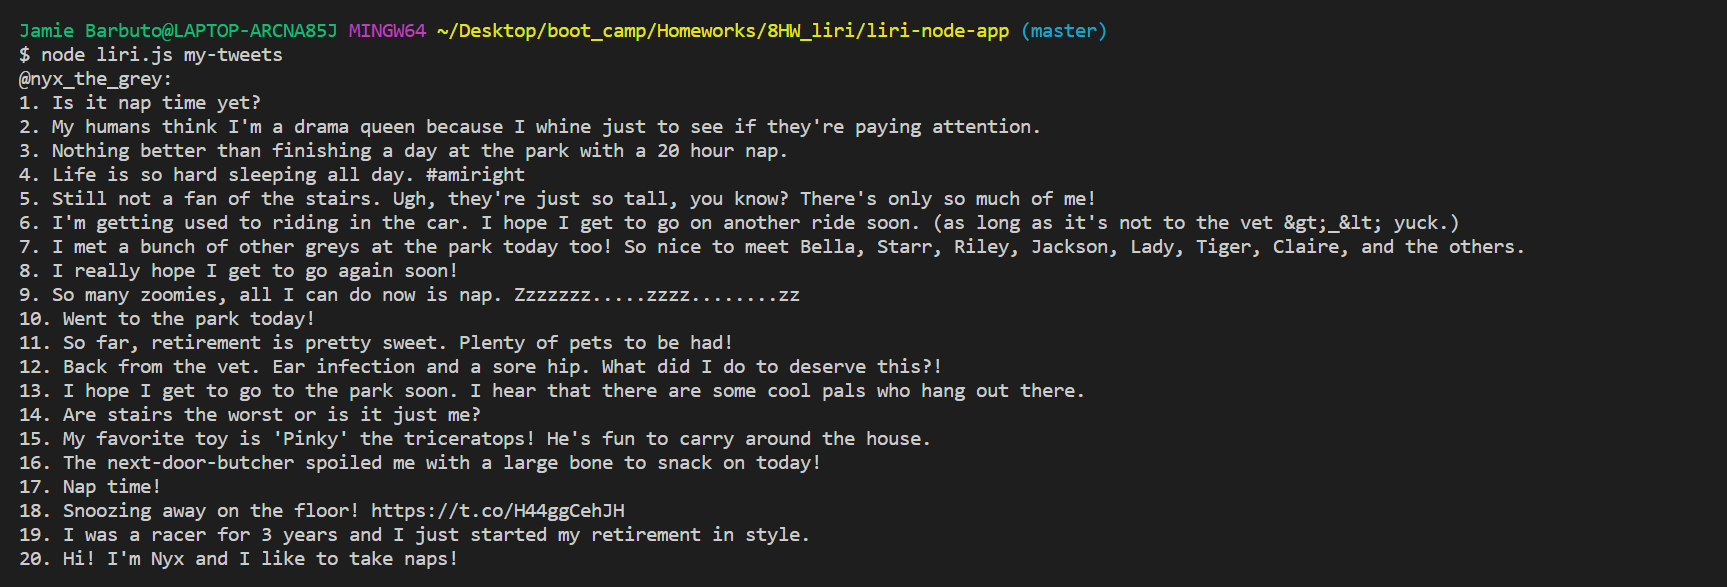 Jamie Barbuto@LAPTOP-ARCNA85J MINGW64 ~/Desktop/boot_camp/Homeworks/8HW_liri/liri-node-app (master)
$ node liri.js my-tweets
@nyx_the_grey:
1. Is it nap time yet?
2. My humans think I'm a drama queen because I whine just to see if they're paying attention.
3. Nothing better than finishing a day at the park with a 20 hour nap.
4. Life is so hard sleeping all day. #amiright
5. Still not a fan of the stairs. Ugh, they're just so tall, you know? There's only so much of me!
6. I'm getting used to riding in the car. I hope I get to go on another ride soon. (as long as it's not to the vet &gt;_&lt; yuck.)
7. I met a bunch of other greys at the park today too! So nice to meet Bella, Starr, Riley, Jackson, Lady, Tiger, Claire, and the others.
8. I really hope I get to go again soon!
9. So many zoomies, all I can do now is nap. Zzzzzzz.....zzzz........zz
10. Went to the park today!
11. So far, retirement is pretty sweet. Plenty of pets to be had!
12. Back from the vet. Ear infection and a sore hip. What did I do to deserve this?!
13. I hope I get to go to the park soon. I hear that there are some cool pals who hang out there.
14. Are stairs the worst or is it just me?
15. My favorite toy is 'Pinky' the triceratops! He's fun to carry around the house.
16. The next-door-butcher spoiled me with a large bone to snack on today!
17. Nap time!
18. Snoozing away on the floor! https://t.co/H44ggCehJH
19. I was a racer for 3 years and I just started my retirement in style.
20. Hi! I'm Nyx and I like to take naps!